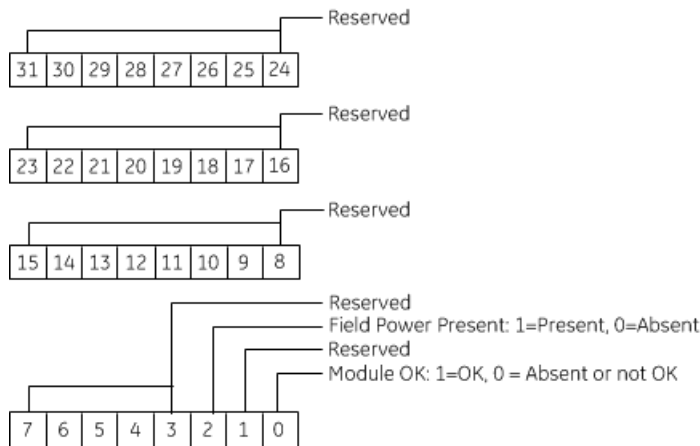 Reserved
31 30 29 28 27 26 25 24
Reserved
23 22 21 20 19 18 17 16
Reserved
15 14 13 12 11 10 9 8
Reserved
Field Power Present: 1=Present, 0=Absent
Reserved
Module OK: 1=OK, 0 = Absent or not OK
7 6 5 4 3 2 1 0